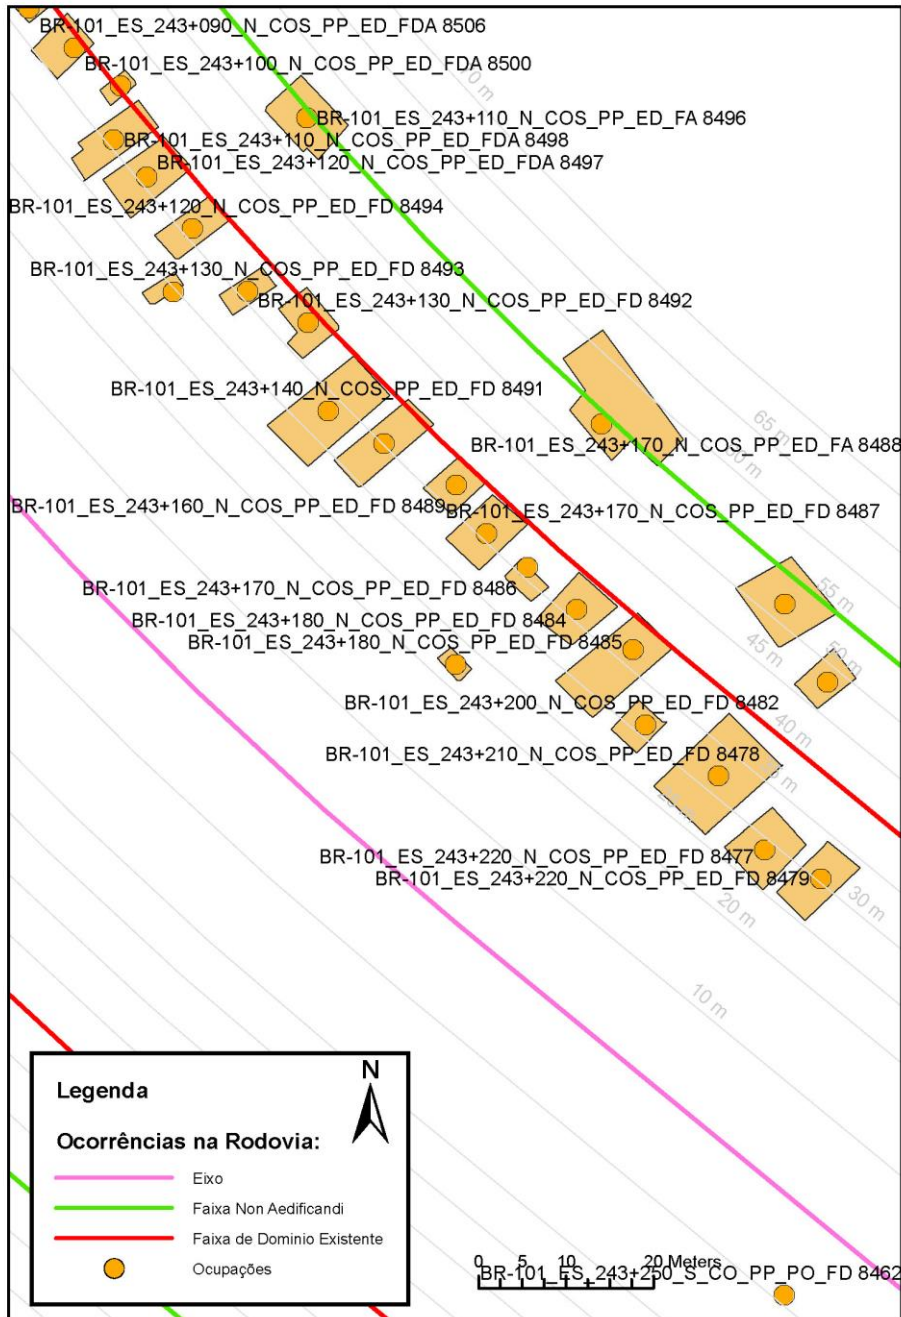 BR-101_ES_243+090_N_COS_PP_ED_FDA 8506
BR-101_ES_243+100_N_COS_PP_ED_FDA 8500
70 m
BR-101_ES_243+110_N_COS_PP_ED_FA 8496
BR-101_ES_243+110_N_COS_PP_ED_FDA 8498
BR-101_ES_243+120_N_COS_PP_ED_FDA 8497
BR-101_ES_243+120_N_COS_PP_ED_FD 8494
BR-101_ES_243+130_N_COS_PP_ED_FD 8493
BR-101_ES_243+130_N_COS_PP_ED_FD 8492
BR-101_ES_243+140_N_COS_PP_ED_FD 8491
65 m
60 m
BR-101_ES_243+170_N_COS_PP_ED_FA 8488
BR-101_ES_243+160_N_COS_PP_ED_FD 8489
BR-101_ES_243+170_N_COS_PP_ED_FD 8487
BR-101_ES_243+170_N_COS_PP_ED_FD 8486
55 m
BR-101_ES_243+180_N_COS_PP_ED_FD 8484
BR-101_ES_243+180_N_COS_PP_ED_FD 8485
45 m
50 m
BR-101_ES_243+200_N_COS_PP_ED_FD 8482
40 m
BR-101_ES_243+210_N_COS_PP_ED_FD 8478
35 m
25 m
BR-101_ES_243+220_N_COS_PP_ED_FD 8477
BR-101_ES_243+220_N_COS_PP_ED_FD 8479
30 m
20 m
10 m
N
Legenda
Ocorrências na Rodovia:
Eixo
Faixa Non Aedificandi
Faixa de Dominio Existente
Ocupações
0 5 10 20 Meters
BR-101_ES_243+250_S_CO_PP_PO_FD 8462